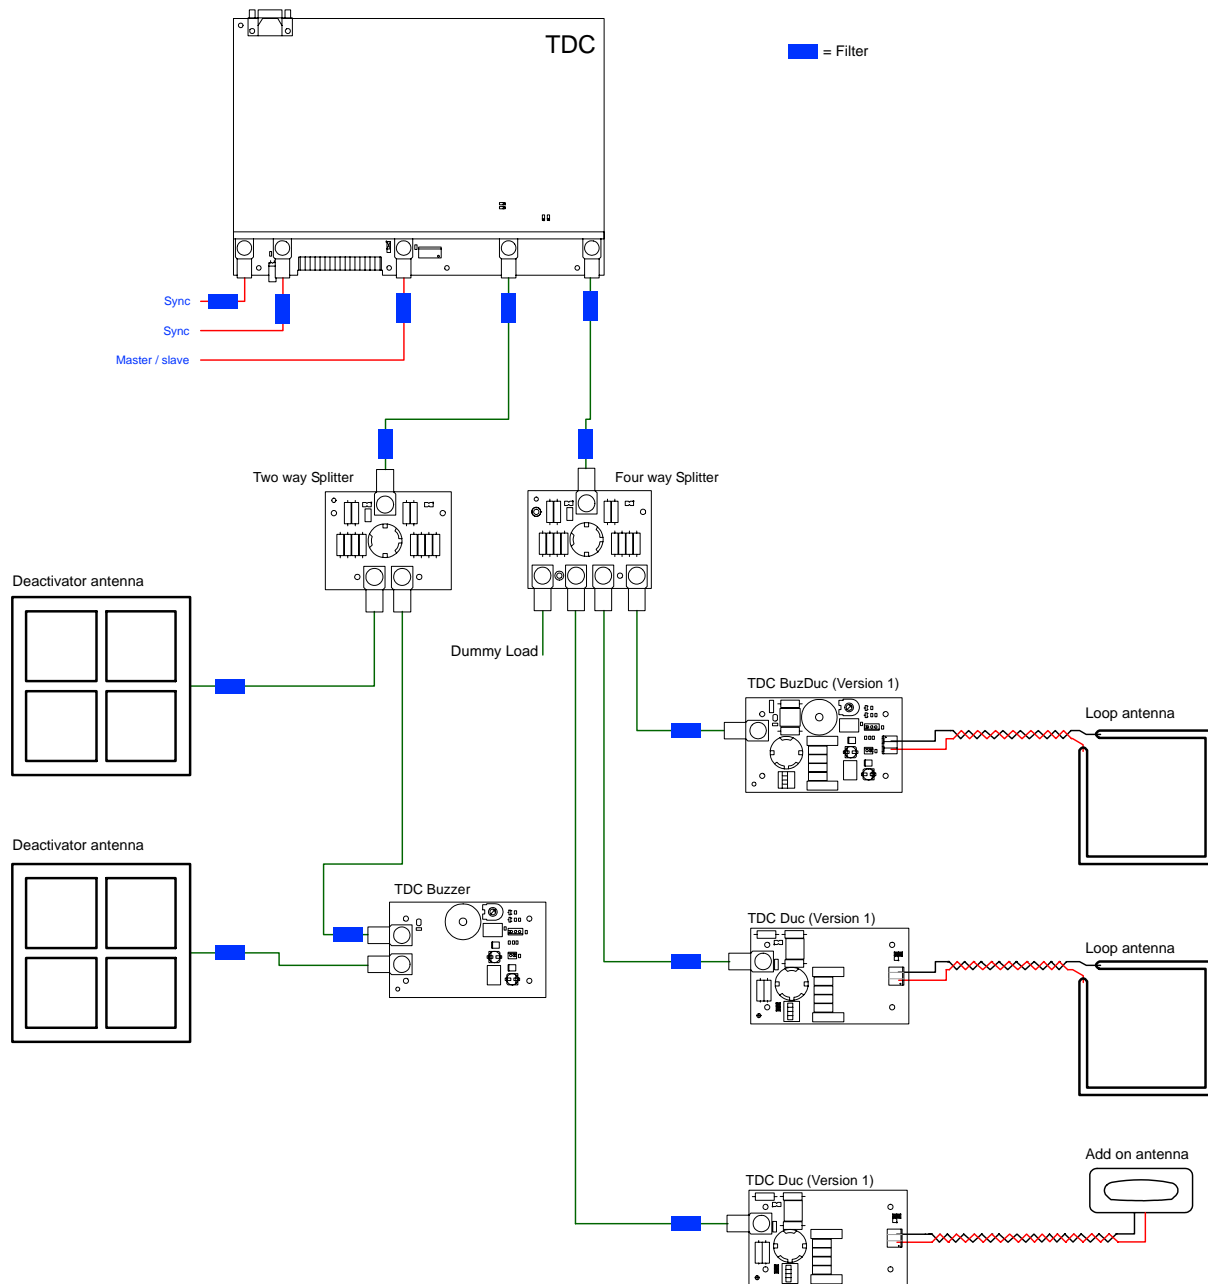 TDC
= Filter
Sync
Sync
Master / slave
Two way Splitter
Four way Splitter
Deactivator antenna
Dummy Load
TDC BuzDuc (Version 1)
Loop antenna
Deactivator antenna
TDC Buzzer
TDC Duc (Version 1)
Loop antenna
Add on antenna
TDC Duc (Version 1)